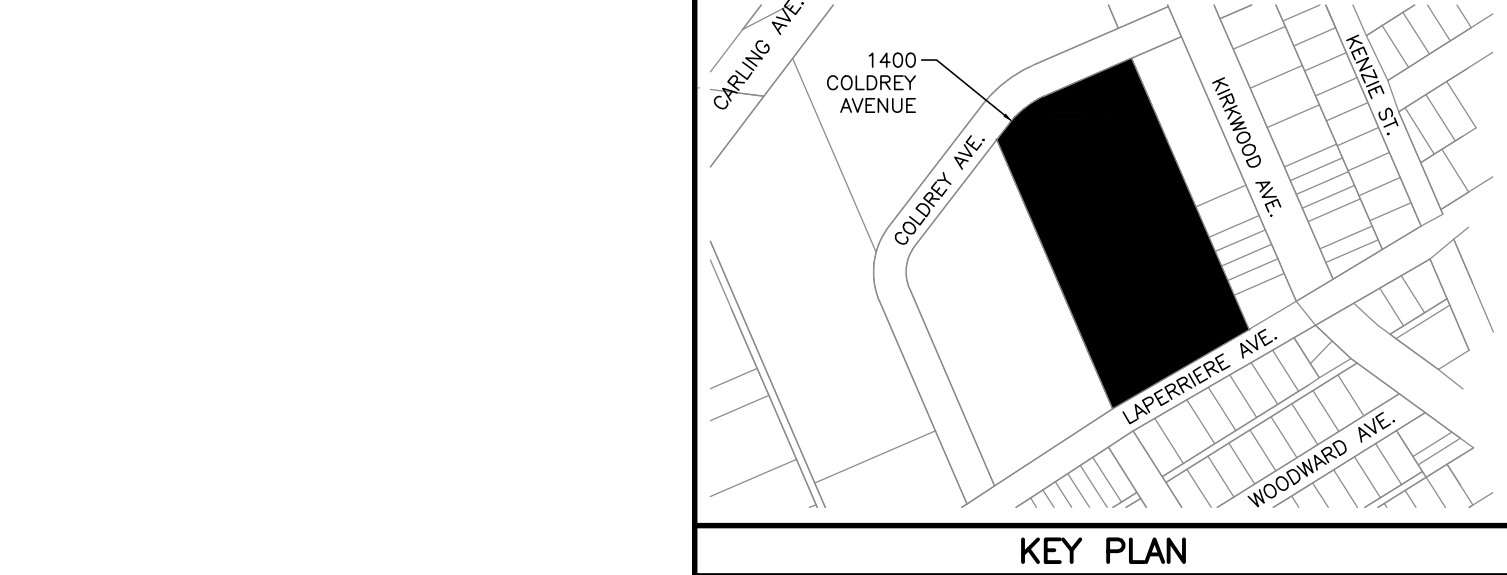 CARLING AVE.
1400
COLDREY
AVENUE
COLDREY AVE.
KIRKWOOD AVE.
KENZIE ST.
LAPERRIERE AVE.
WOODWARD AVE.
KEY PLAN